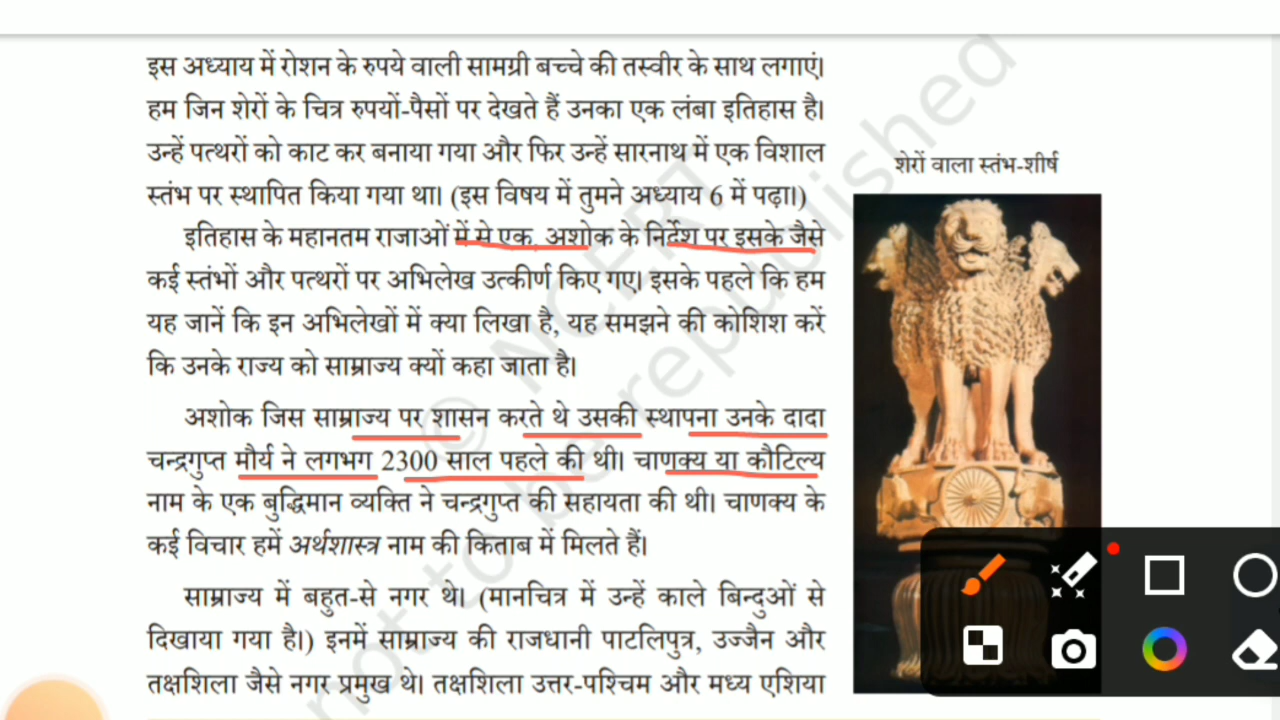 इस अध्याय में रोशन के रुपये वाली सामग्री बच्चे की तस्वीर के साथ लगाएं।
हम जिन शेरों के चित्र रुपयों-पैसों पर देखते हैं उनका एक लंबा इतिहास है।
उन्हें पत्थरों को काट कर बनाया गया और फिर उन्हें सारनाथ में एक विशाल
स्तंभ पर स्थापित किया गया था। (इस विषय में तुमने अध्याय 6 में पढ़ा।)
शेरों वाला स्तंभ-शीर्ष
इतिहास के महानतम राजाओं में से एक, अशोक के निर्देश पर इसके जैसे
कई स्तंभों और पत्थरों पर अभिलेख उत्कीर्ण किए गए। इसके पहले कि हम
यह जानें कि इन अभिलेखों में क्या लिखा है, यह समझने की कोशिश करें
कि उनके राज्य को साम्राज्य क्यों कहा जाता है।
अशोक जिस साम्राज्य पर शासन करते थे उसकी स्थापना उनके दादा
चन्द्रगुप्त मौर्य ने लगभग 2300 साल पहले की थी। चाणक्य या कौटिल्य
नाम के एक बुद्धिमान व्यक्ति ने चन्द्रगुप्त की सहायता की थी। चाणक्य के
कई विचार हमें अर्थशास्त्र नाम की किताब में मिलते हैं।
साम्राज्य में बहुत-से नगर थे। (मानचित्र में उन्हें काले बिन्दुओं से
दिखाया गया है।) इनमें साम्राज्य की राजधानी पाटलिपुत्र, उज्जैन और
तक्षशिला जैसे नगर प्रमुख थे। तक्षशिला उत्तर-पश्चिम और मध्य एशिया
© NCERT
not to be republished